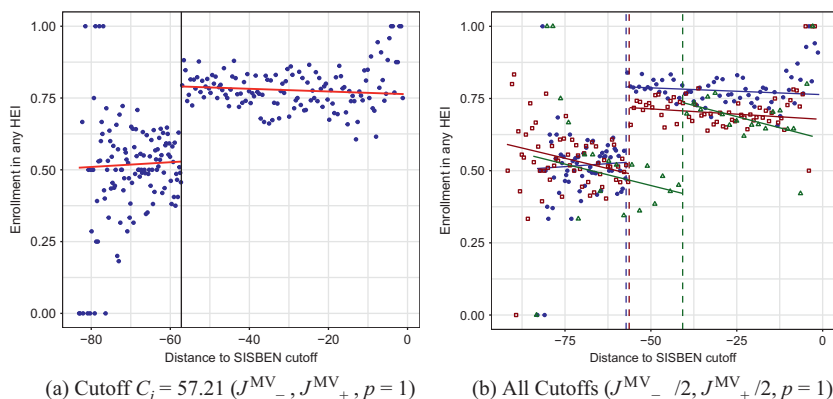 1.00
0.75
0.50
0.25
0.00
Enrollment in any HEI
−80 −60 −40 −20 0
Distance to SISBEN cutoff
(a) Cutoff Cᵢ = 57.21 (J^MV_−, J^MV_+, p = 1)
1.00
0.75
0.50
0.25
0.00
Enrollment in any HEI
−75 −50 −25 0
Distance to SISBEN cutoff
(b) All Cutoffs (J^MV_− /2, J^MV_+ /2, p = 1)